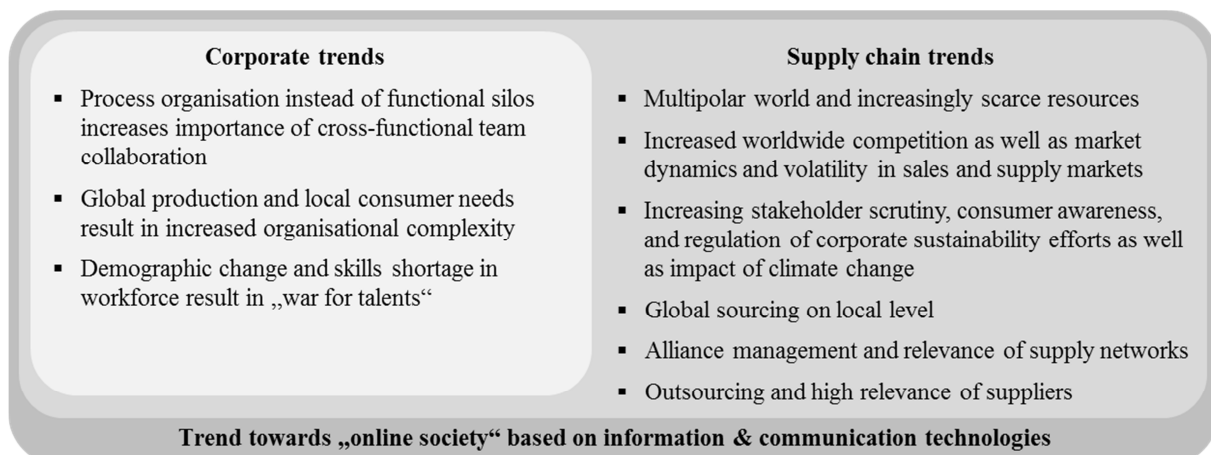 Corporate trends
▪ Process organisation instead of functional silos
increases importance of cross-functional team
collaboration
▪ Global production and local consumer needs
result in increased organisational complexity
▪ Demographic change and skills shortage in
workforce result in „war for talents“
Supply chain trends
▪ Multipolar world and increasingly scarce resources
▪ Increased worldwide competition as well as market
dynamics and volatility in sales and supply markets
▪ Increasing stakeholder scrutiny, consumer awareness,
and regulation of corporate sustainability efforts as well
as impact of climate change
▪ Global sourcing on local level
▪ Alliance management and relevance of supply networks
▪ Outsourcing and high relevance of suppliers
Trend towards „online society“ based on information & communication technologies